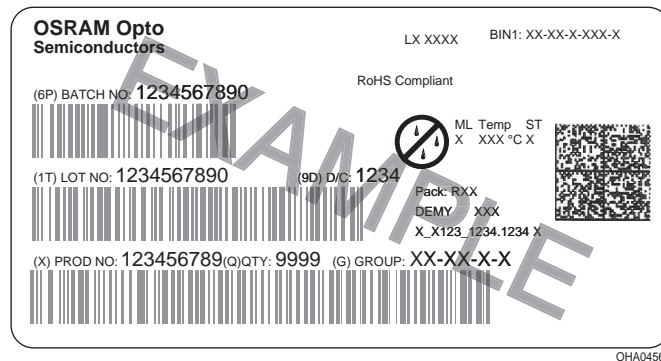 OSRAM Opto
Semiconductors
LX XXXX
BIN1: XX-XX-X-XXX-X
RoHS Compliant
(6P) BATCH NO: 1234567890
ML Temp ST
X XXX °C X
(1T) LOT NO: 1234567890 (9D) D/C: 1234
Pack: RXX
DEMY XXX
X_X123_1234.1234 X
(X) PROD NO: 123456789(Q)QTY: 9999 (G) GROUP: XX-XX-X-X
EXAMPLE
OHA04563